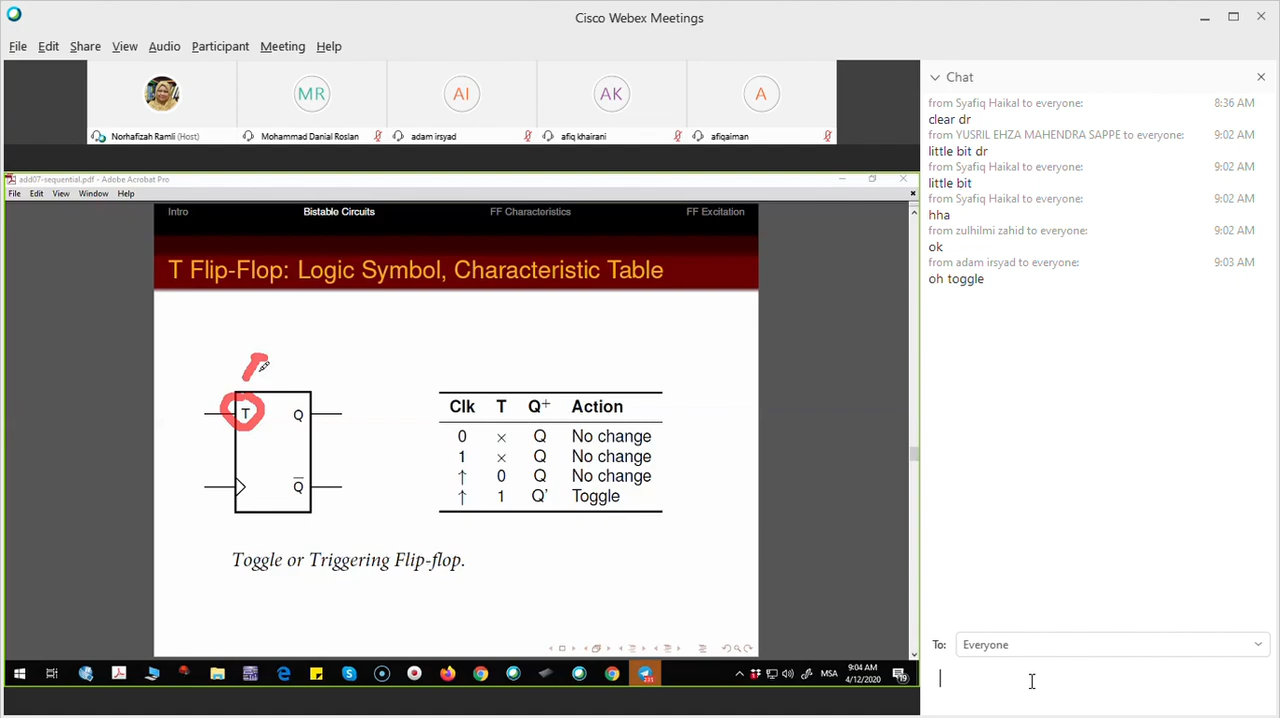 Cisco Webex Meetings
File Edit Share View Audio Participant Meeting Help
MR AI AK A
Norhafizah Ramli (Host) Mohammad Danial Roslan adam irsyad afiq khairani afiqaiman
add07-sequential.pdf - Adobe Acrobat Pro
File Edit View Window Help
Intro Bistable Circuits FF Characteristics FF Excitation
T Flip-Flop: Logic Symbol, Characteristic Table
T Q
Q̅
Clk T Q⁺ Action
0 × Q No change
1 × Q No change
↑ 0 Q No change
↑ 1 Q' Toggle
Toggle or Triggering Flip-flop.
MSA
9:04 AM
4/12/2020
Chat
from Syafiq Haikal to everyone: 8:36 AM
clear dr
from YUSRIL EHZA MAHENDRA SAPPE to everyone: 9:02 AM
little bit dr
from Syafiq Haikal to everyone: 9:02 AM
little bit
from Syafiq Haikal to everyone: 9:02 AM
hha
from zulhilmi zahid to everyone: 9:02 AM
ok
from adam irsyad to everyone: 9:03 AM
oh toggle
To: Everyone